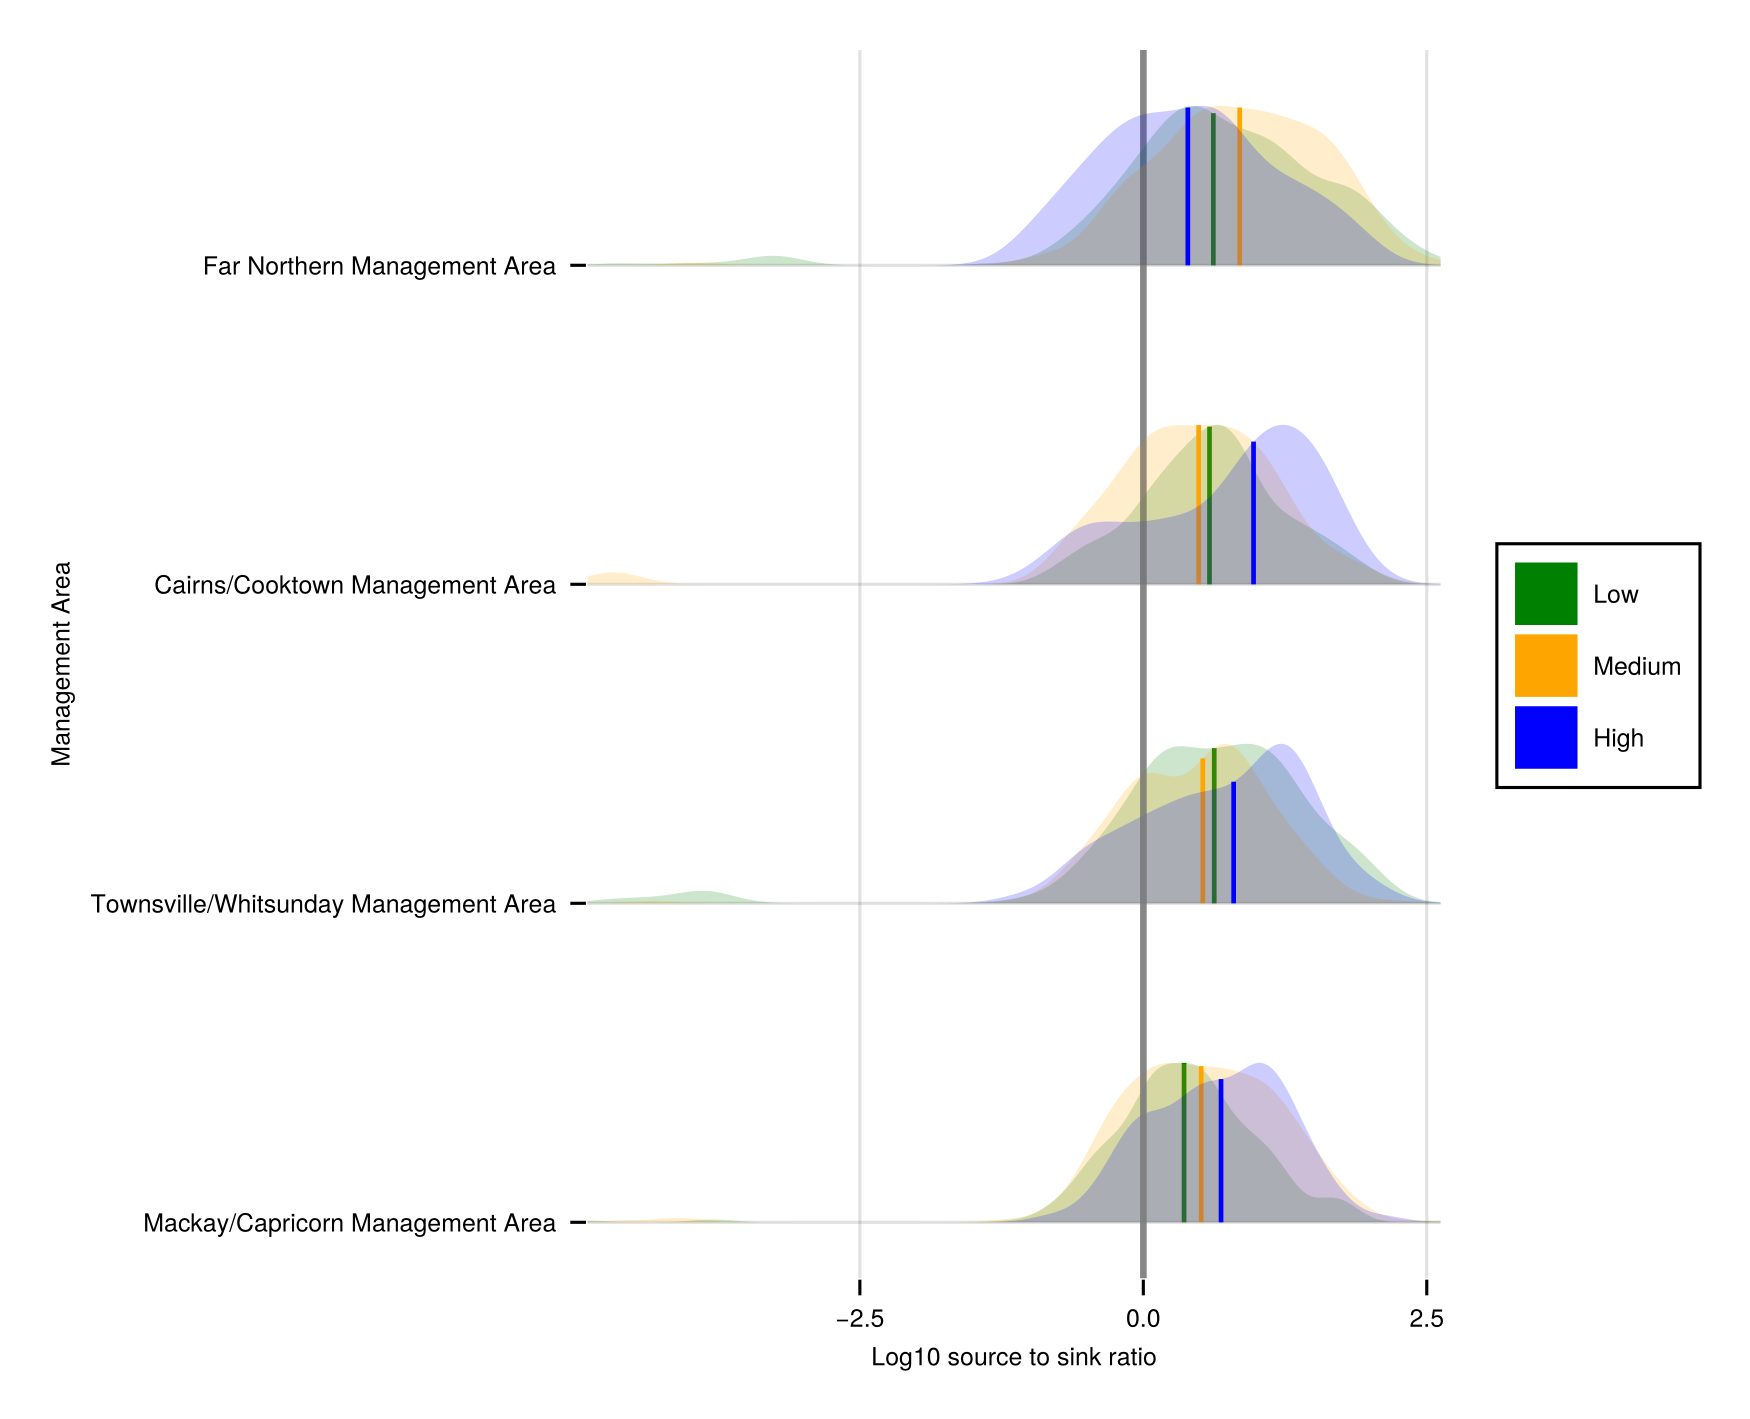 Far Northern Management Area
Cairns/Cooktown Management Area
Townsville/Whitsunday Management Area
Mackay/Capricorn Management Area
Management Area
−2.5
0.0
2.5
Log10 source to sink ratio
Low
Medium
High